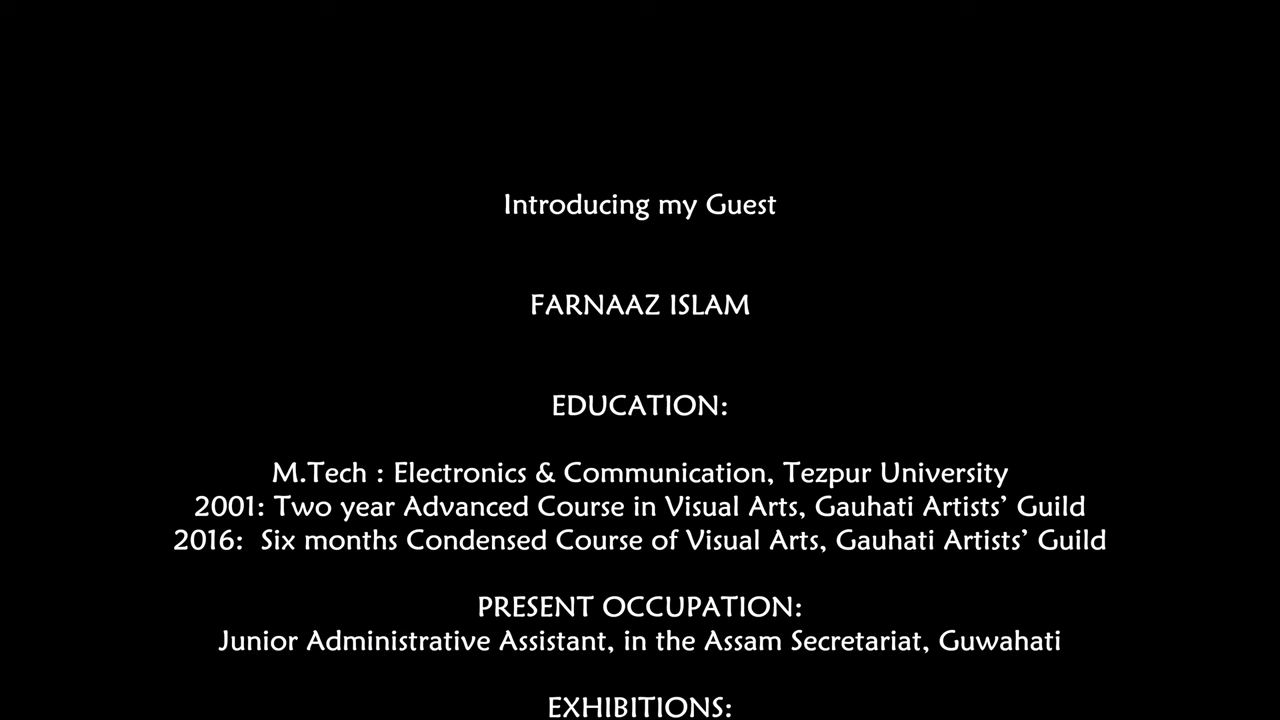 Introducing my Guest
FARNAAZ ISLAM
EDUCATION:
M.Tech : Electronics & Communication, Tezpur University
2001: Two year Advanced Course in Visual Arts, Gauhati Artists’ Guild
2016:  Six months Condensed Course of Visual Arts, Gauhati Artists’ Guild
PRESENT OCCUPATION:
Junior Administrative Assistant, in the Assam Secretariat, Guwahati
EXHIBITIONS: